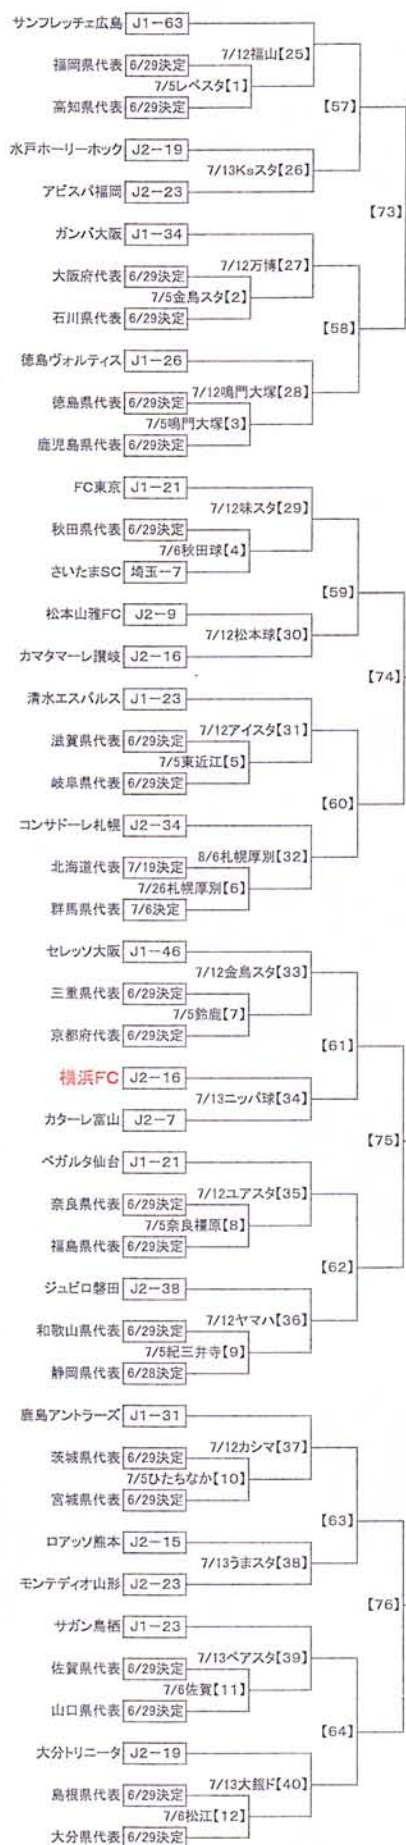 サンフレッチェ広島 J1-63
7/12福山【25】
福岡県代表 6/29決定
7/5レベスタ【1】
高知県代表 6/29決定
【57】
水戸ホーリーホック J2-19
7/13Ksスタ【26】
アビスパ福岡 J2-23
【73】
ガンバ大阪 J1-34
7/12万博【27】
大阪府代表 6/29決定
7/5金鳥スタ【2】
石川県代表 6/29決定
【58】
徳島ヴォルティス J1-26
7/12鳴門大塚【28】
徳島県代表 6/29決定
7/5鳴門大塚【3】
鹿児島県代表 6/29決定
FC東京 J1-21
7/12味スタ【29】
秋田県代表 6/29決定
7/6秋田球【4】
さいたまSC 埼玉-7
【59】
松本山雅FC J2-9
7/12松本球【30】
カマタマーレ讃岐 J2-16
【74】
清水エスパルス J1-23
7/12アイスタ【31】
滋賀県代表 6/29決定
7/5東近江【5】
岐阜県代表 6/29決定
【60】
コンサドーレ札幌 J2-34
8/6札幌厚別【32】
北海道代表 7/19決定
7/26札幌厚別【6】
群馬県代表 7/6決定
セレッソ大阪 J1-46
7/12金鳥スタ【33】
三重県代表 6/29決定
7/5鈴鹿【7】
京都府代表 6/29決定
【61】
横浜FC J2-16
7/13ニッパ球【34】
カターレ富山 J2-7
【75】
ベガルタ仙台 J1-21
7/12ユアスタ【35】
奈良県代表 6/29決定
7/5奈良橿原【8】
福島県代表 6/29決定
【62】
ジュビロ磐田 J2-38
7/12ヤマハ【36】
和歌山県代表 6/29決定
7/5紀三井寺【9】
静岡県代表 6/28決定
鹿島アントラーズ J1-31
7/12カシマ【37】
茨城県代表 6/29決定
7/5ひたちなか【10】
宮城県代表 6/29決定
【63】
ロアッソ熊本 J2-15
7/13うまスタ【38】
モンテディオ山形 J2-23
【76】
サガン鳥栖 J1-23
7/13ベアスタ【39】
佐賀県代表 6/29決定
7/6佐賀【11】
山口県代表 6/29決定
【64】
大分トリニータ J2-19
7/13大銀ド【40】
島根県代表 6/29決定
7/6松江【12】
大分県代表 6/29決定